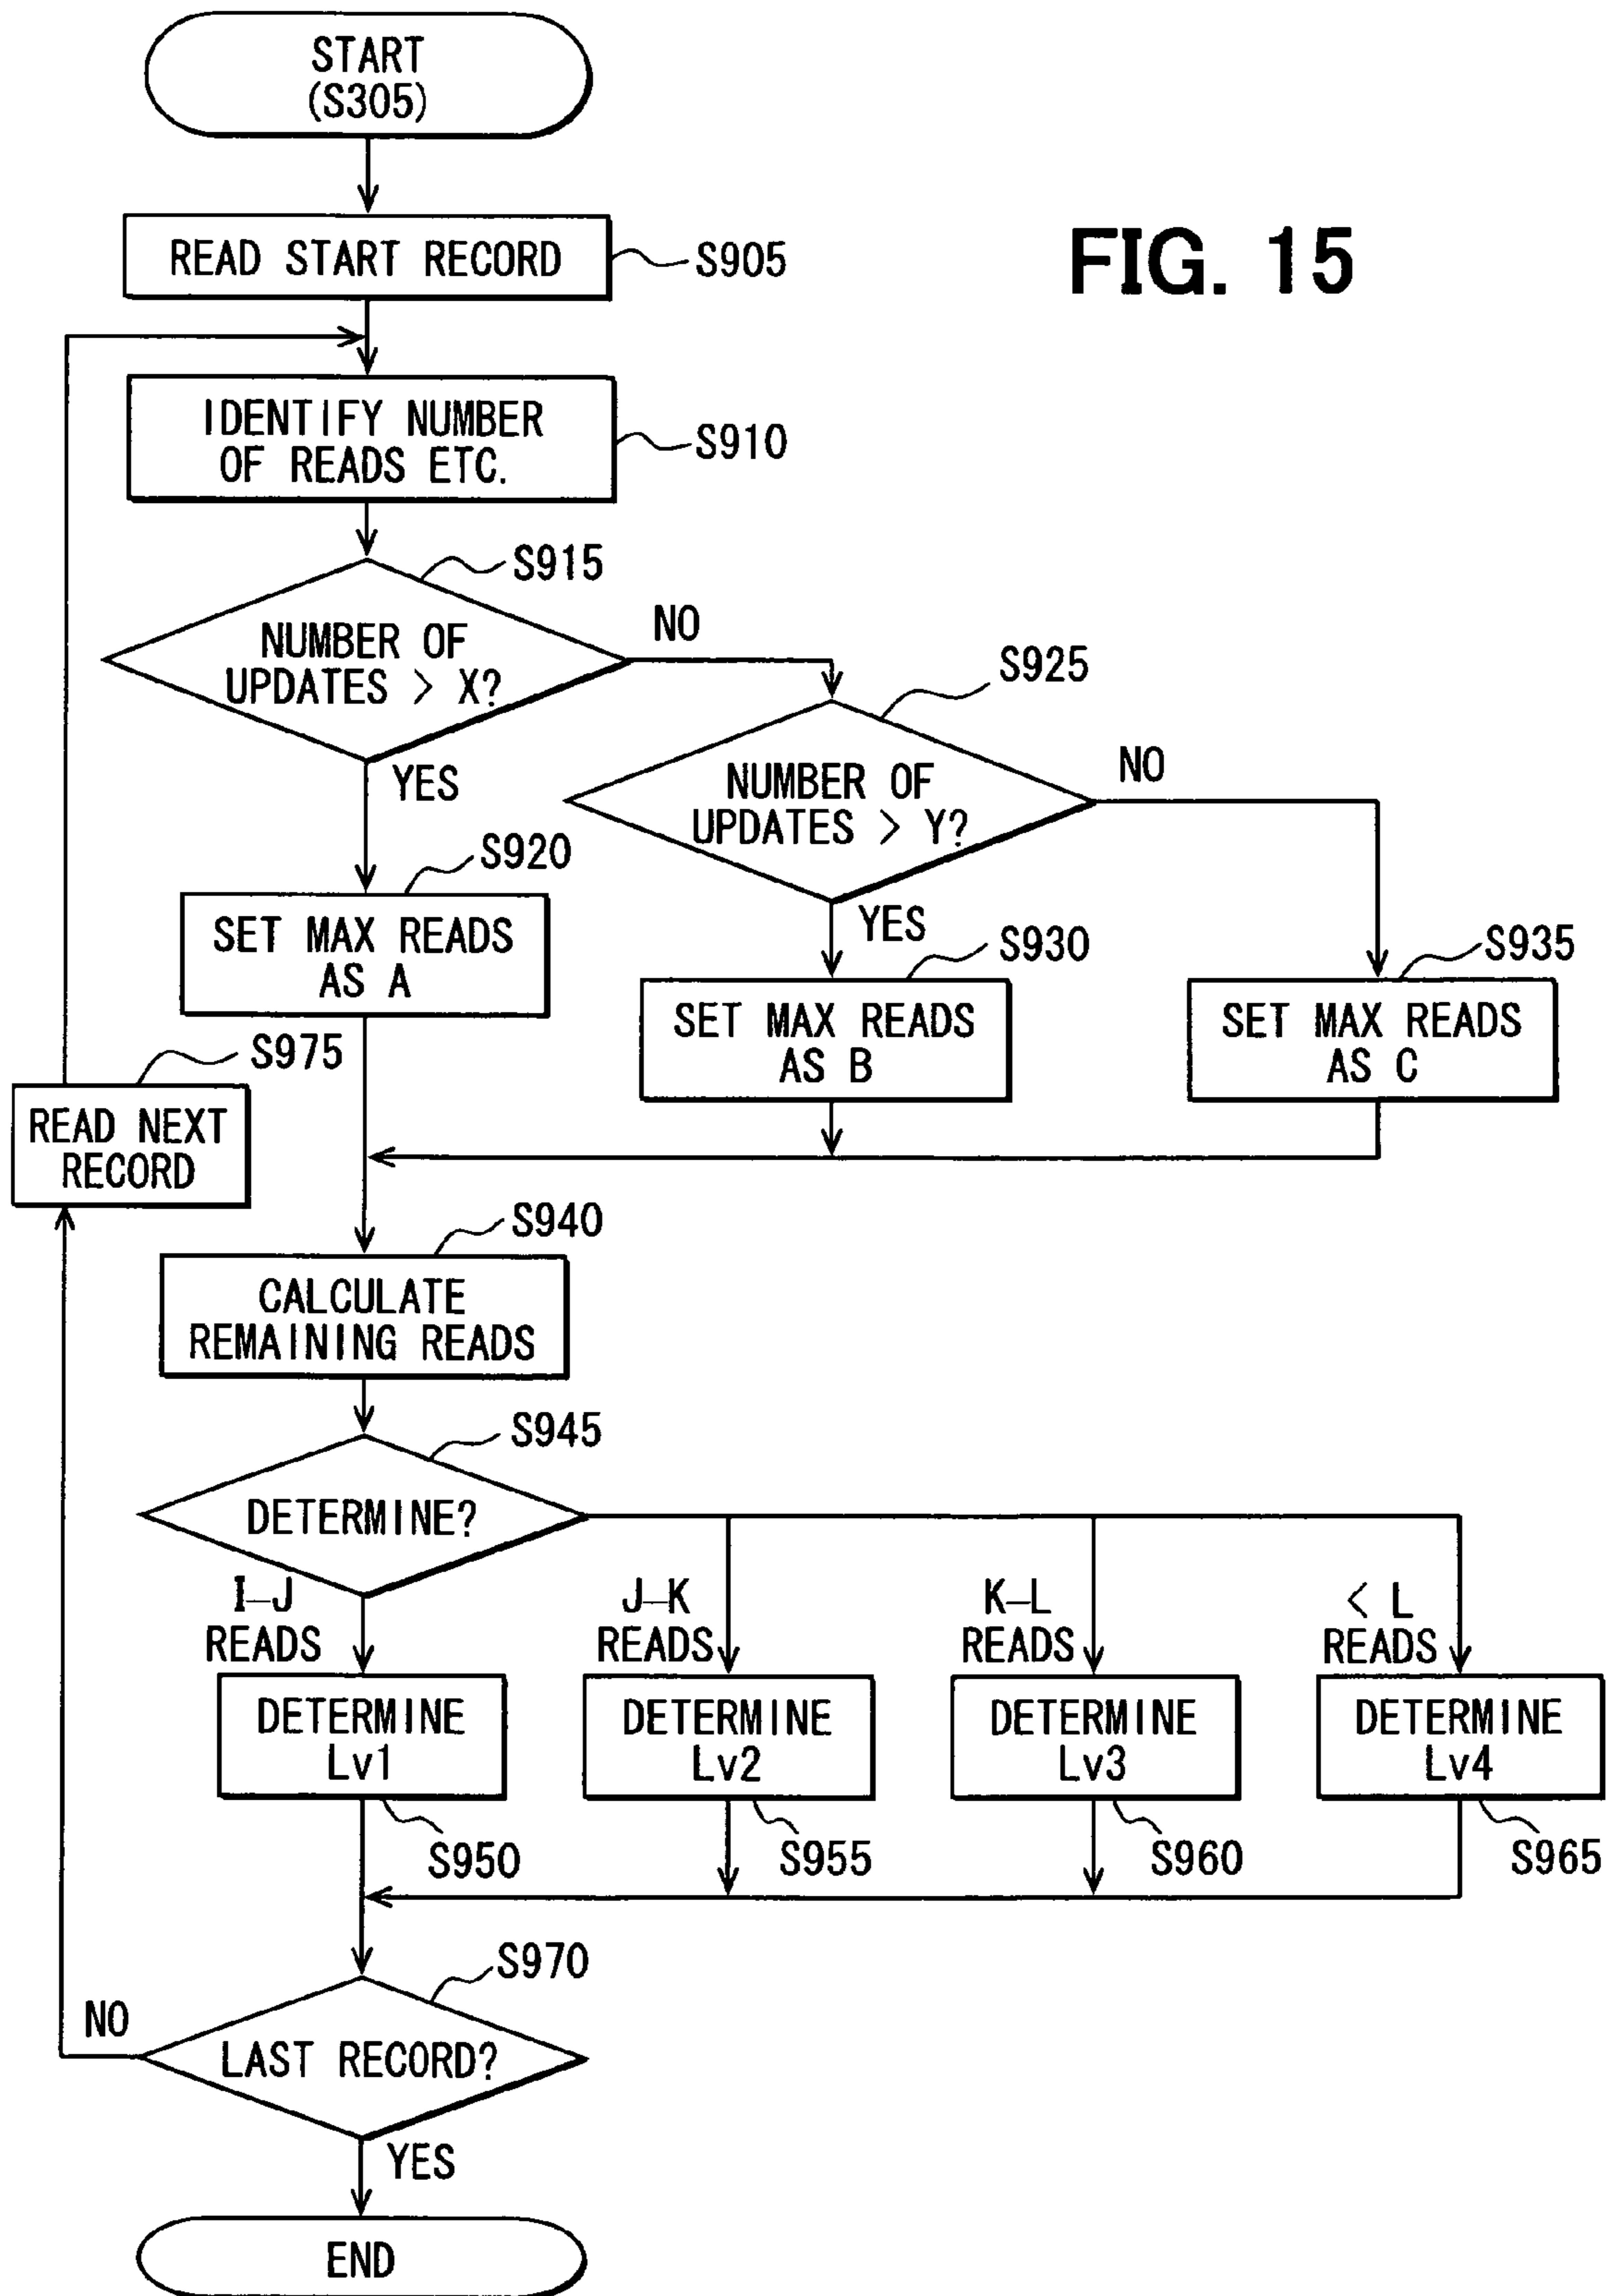 START
(S305)
READ START RECORD
S905
FIG. 15
IDENTIFY NUMBER
OF READS ETC.
S910
S915
NUMBER OF
UPDATES > X?
NO
YES
S925
NUMBER OF
UPDATES > Y?
NO
YES
S920
SET MAX READS
AS A
S930
SET MAX READS
AS B
S935
SET MAX READS
AS C
S975
READ NEXT
RECORD
S940
CALCULATE
REMAINING READS
S945
DETERMINE?
I–J
READS
J–K
READS
K–L
READS
< L
READS
DETERMINE
Lv1
DETERMINE
Lv2
DETERMINE
Lv3
DETERMINE
Lv4
S950
S955
S960
S965
S970
NO
LAST RECORD?
YES
END